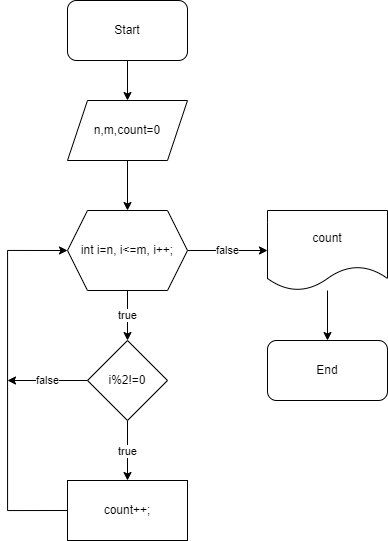 Start
n,m,count=0
int i=n, i<=m, i++;
false
count
true
End
false
i%2!=0
true
count++;